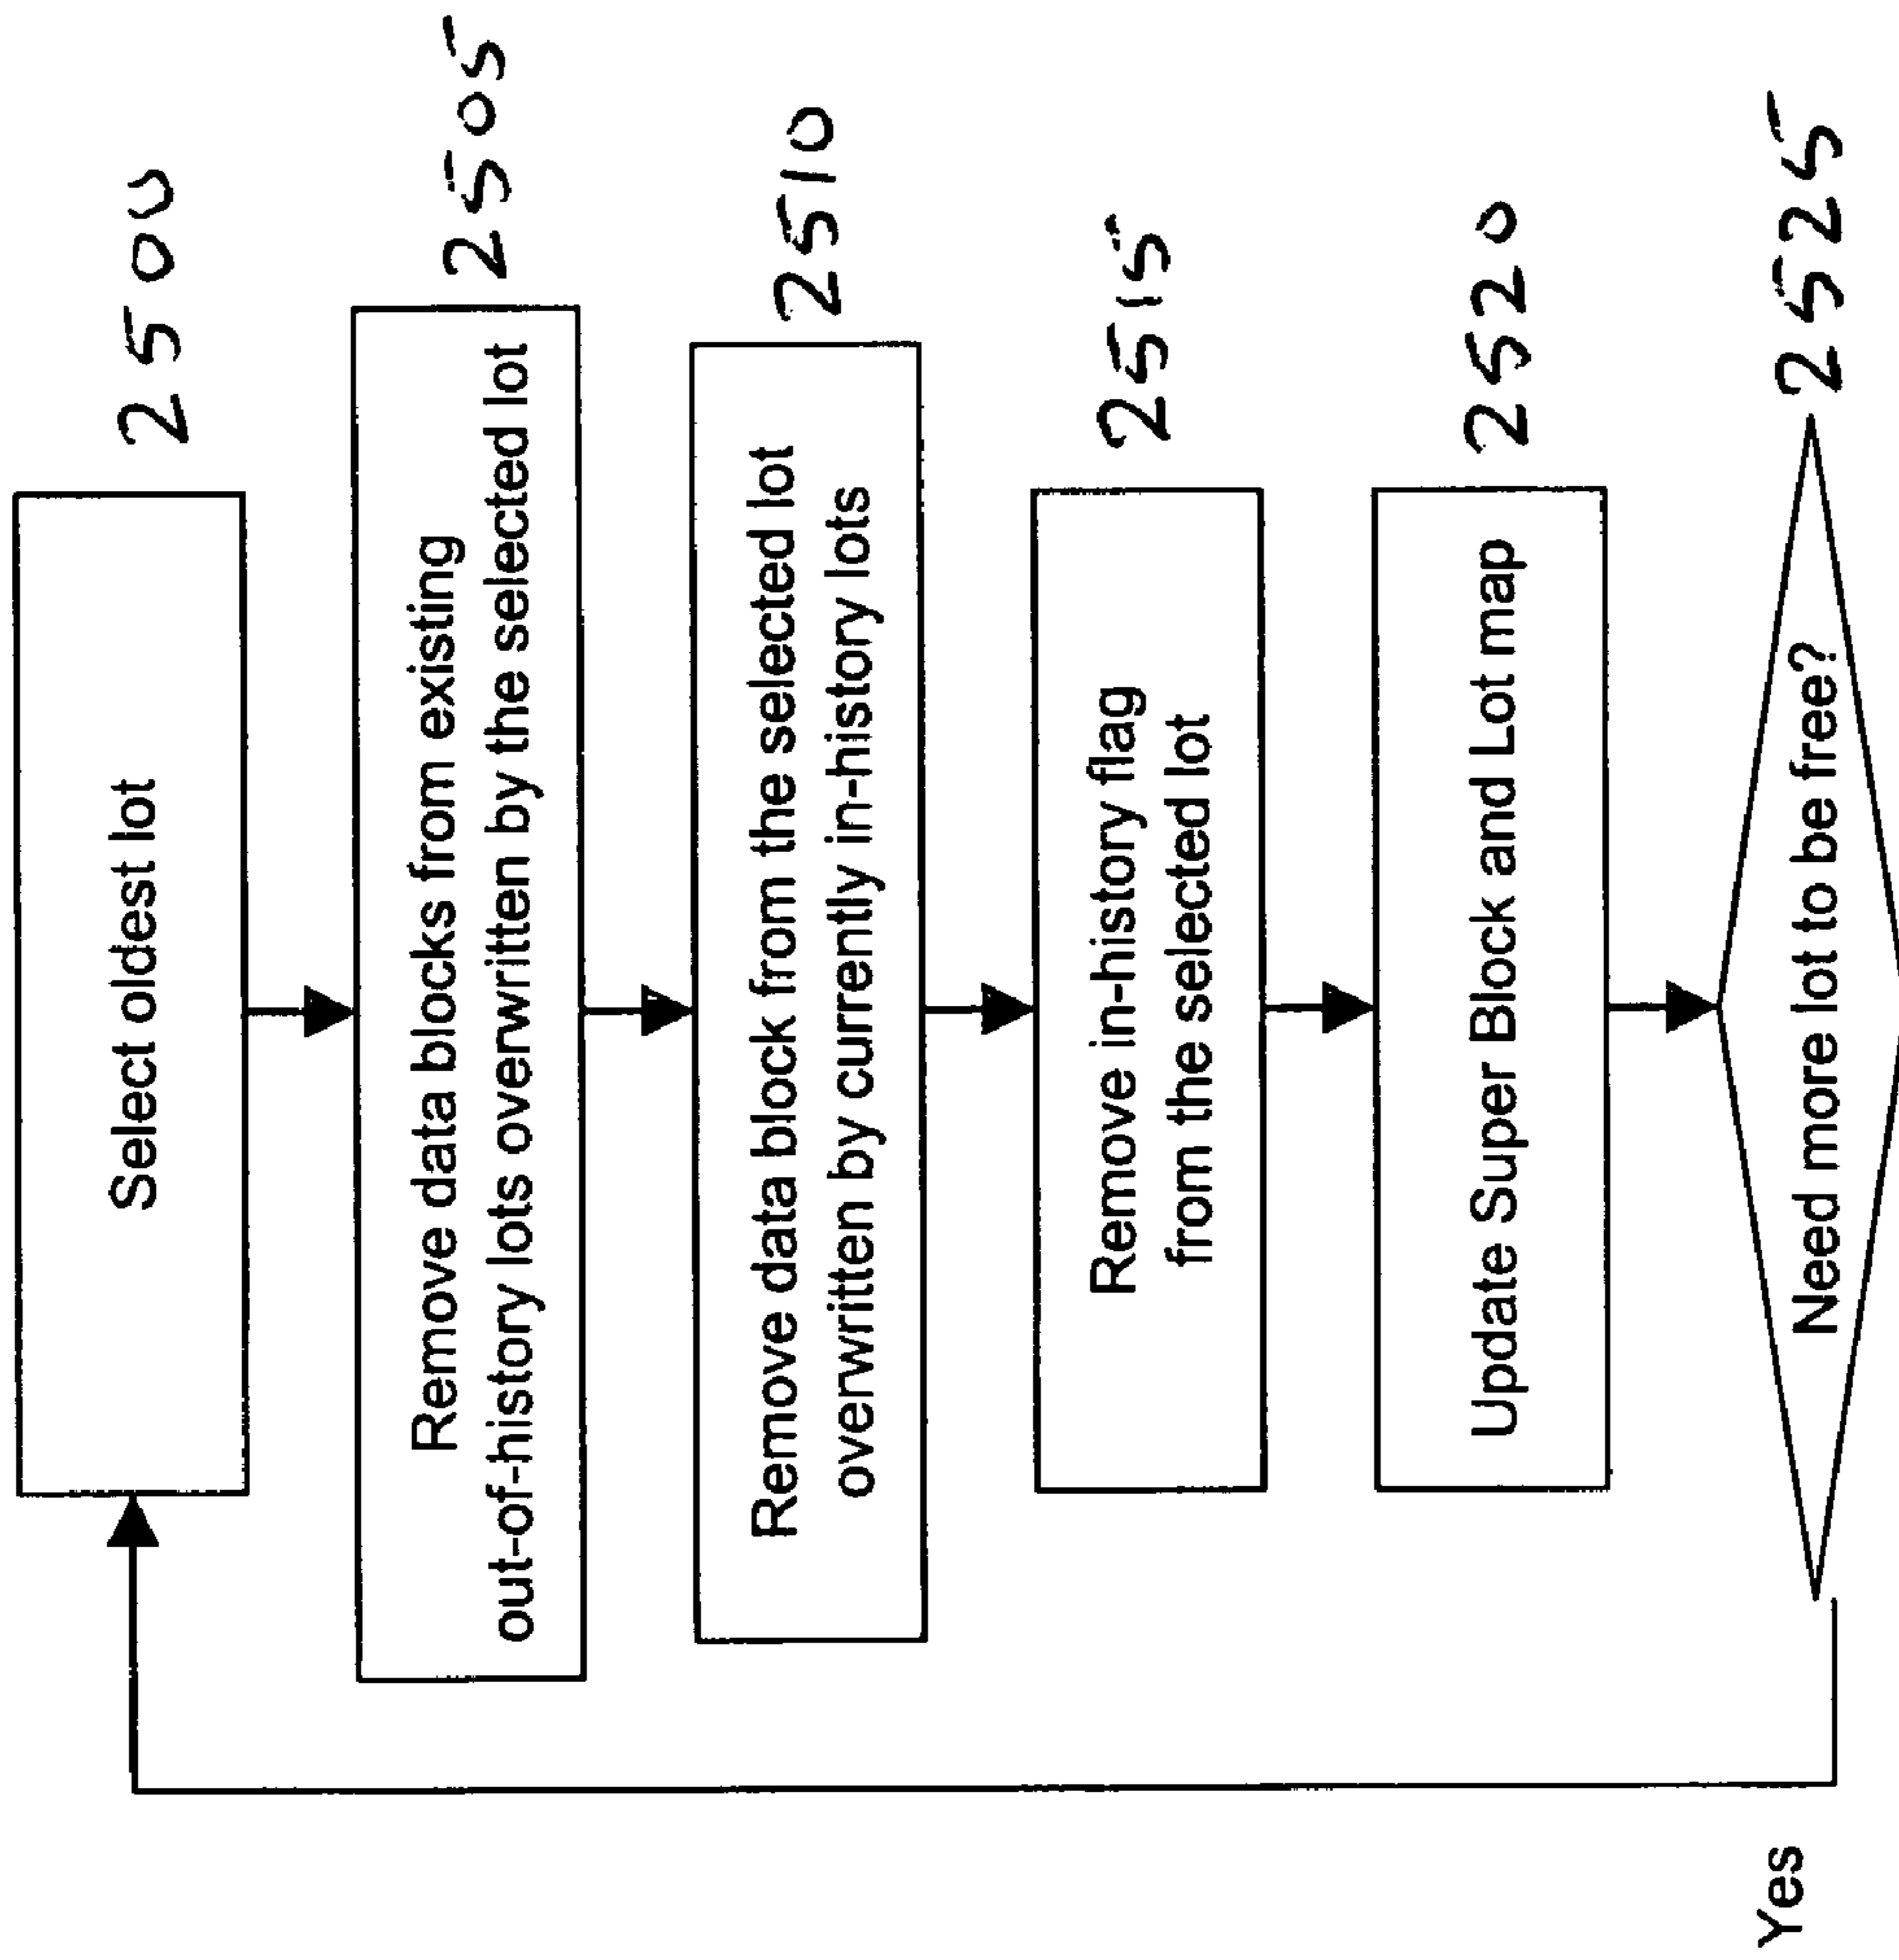 Select oldest lot
2500
Remove data blocks from existing
out-of-history lots overwritten by the selected lot
2505
Remove data block from the selected lot
overwritten by currently in-history lots
2510
Remove in-history flag
from the selected lot
2515
Update Super Block and Lot map
2520
Need more lot to be free?
2525
Yes